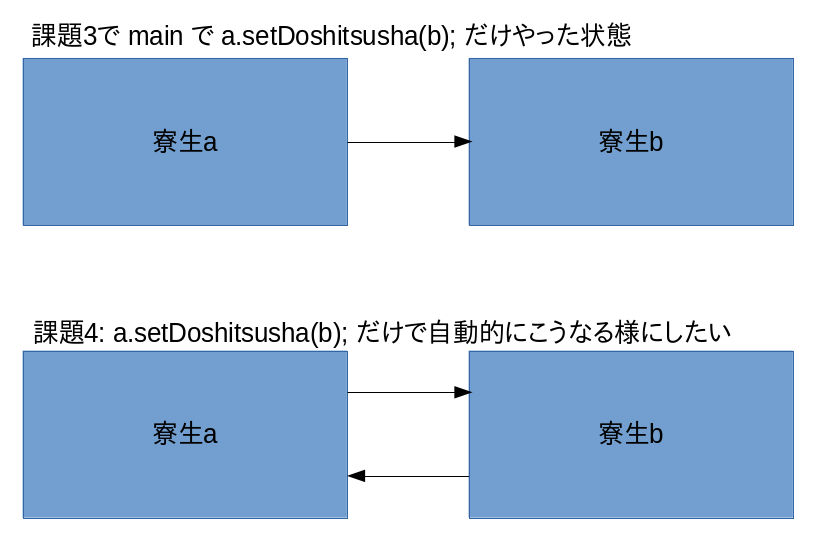 課題3で main で a.setDoshitsusha(b); だけやった状態
寮生a
寮生b
課題4: a.setDoshitsusha(b); だけで自動的にこうなる様にしたい
寮生a
寮生b